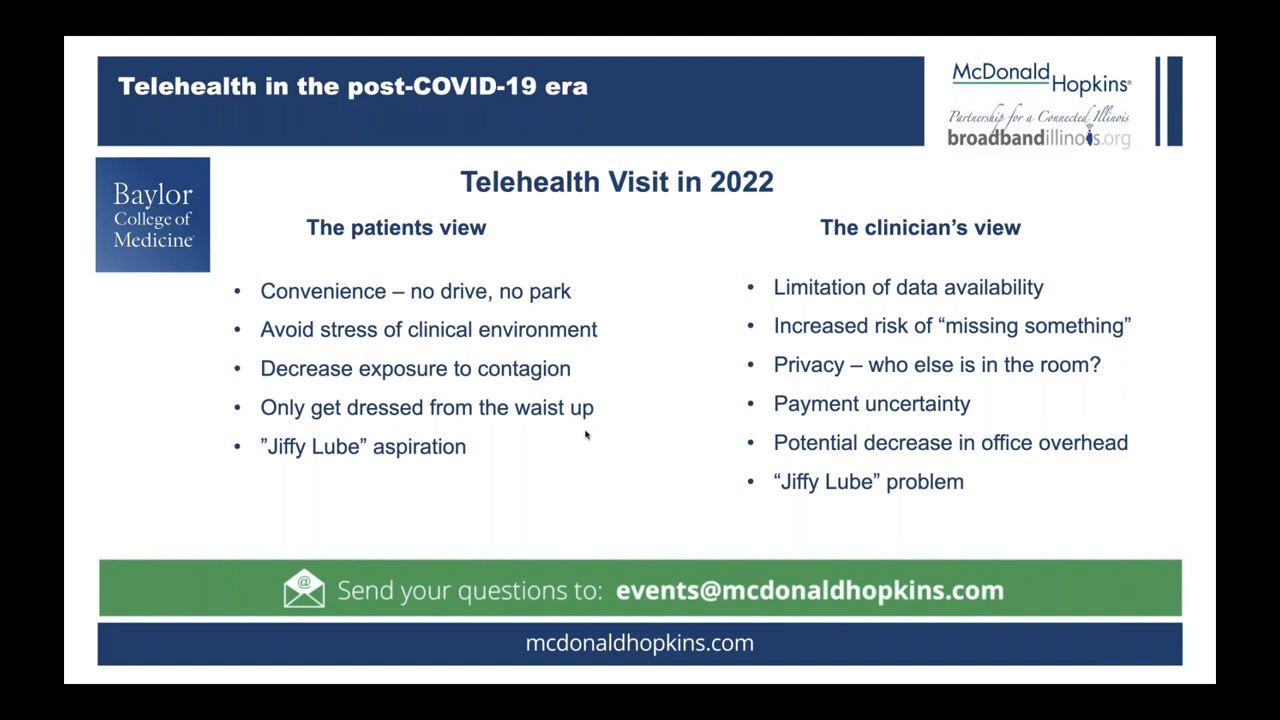 Telehealth in the post-COVID-19 era
McDonald
Hopkins
Partnership for a Connected Illinois
broadbandillinois.org
Baylor
College of
Medicine
Telehealth Visit in 2022
The patients view
• Convenience – no drive, no park
• Avoid stress of clinical environment
• Decrease exposure to contagion
• Only get dressed from the waist up
• ”Jiffy Lube” aspiration
The clinician’s view
• Limitation of data availability
• Increased risk of “missing something”
• Privacy – who else is in the room?
• Payment uncertainty
• Potential decrease in office overhead
• “Jiffy Lube” problem
@ Send your questions to: events@mcdonaldhopkins.com
mcdonaldhopkins.com